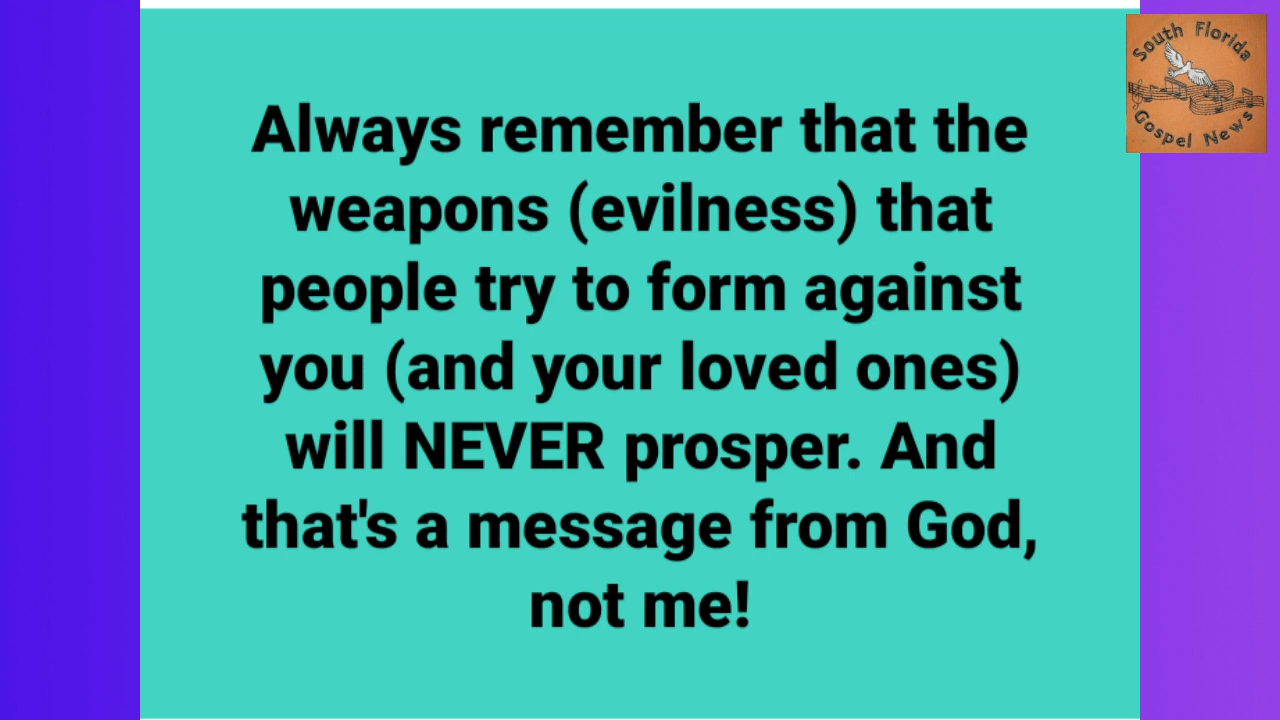 Always remember that the
weapons (evilness) that
people try to form against
you (and your loved ones)
will NEVER prosper. And
that's a message from God,
not me!
South Florida
Gospel News